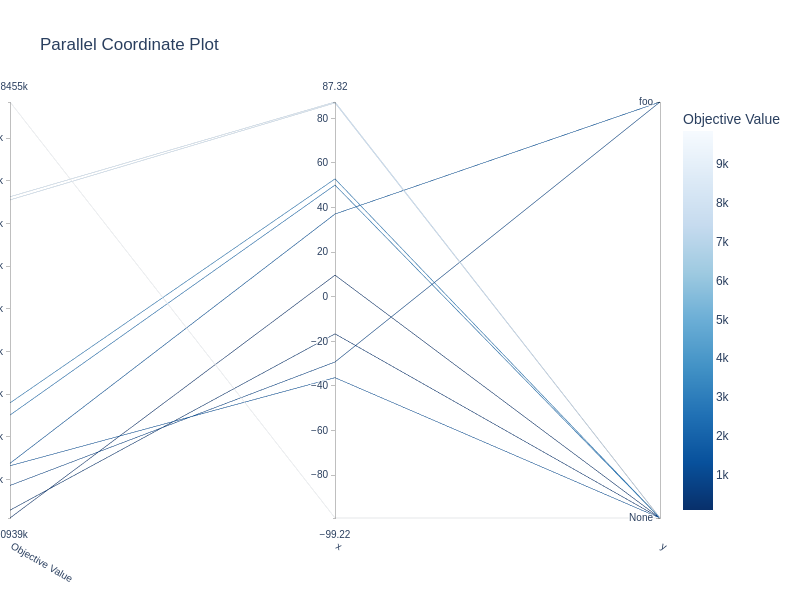 Parallel Coordinate Plot
8455k
87.32
foo
Objective Value
k
80
9k
k
60
8k
k
40
7k
k
20
6k
k
0
5k
k
−20
4k
k
−40
3k
k
−60
2k
k
−80
1k
None
0939k
−99.22
Objective Value
x
y